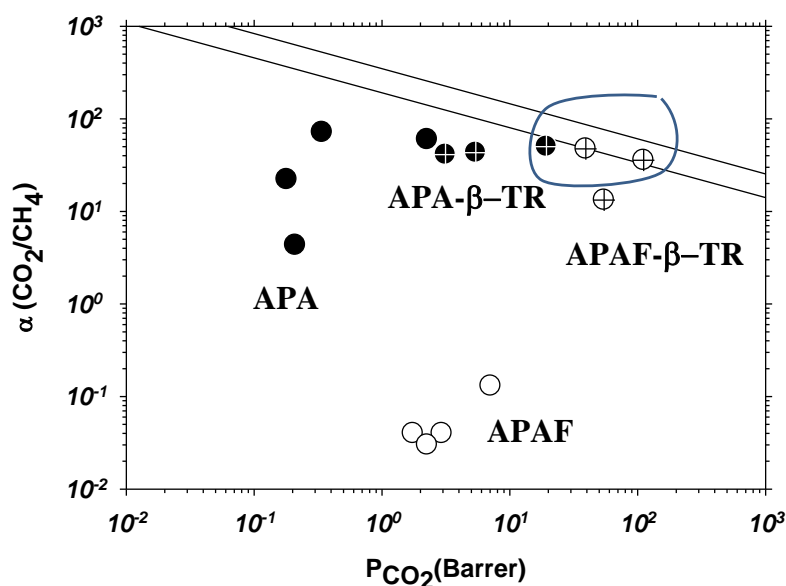 10³
10²
10¹
10⁰
10⁻¹
10⁻²
α (CO₂/CH₄)
APA-β–TR
APAF-β–TR
APA
APAF
10⁻² 10⁻¹ 10⁰ 10¹ 10² 10³
P_CO₂(Barrer)